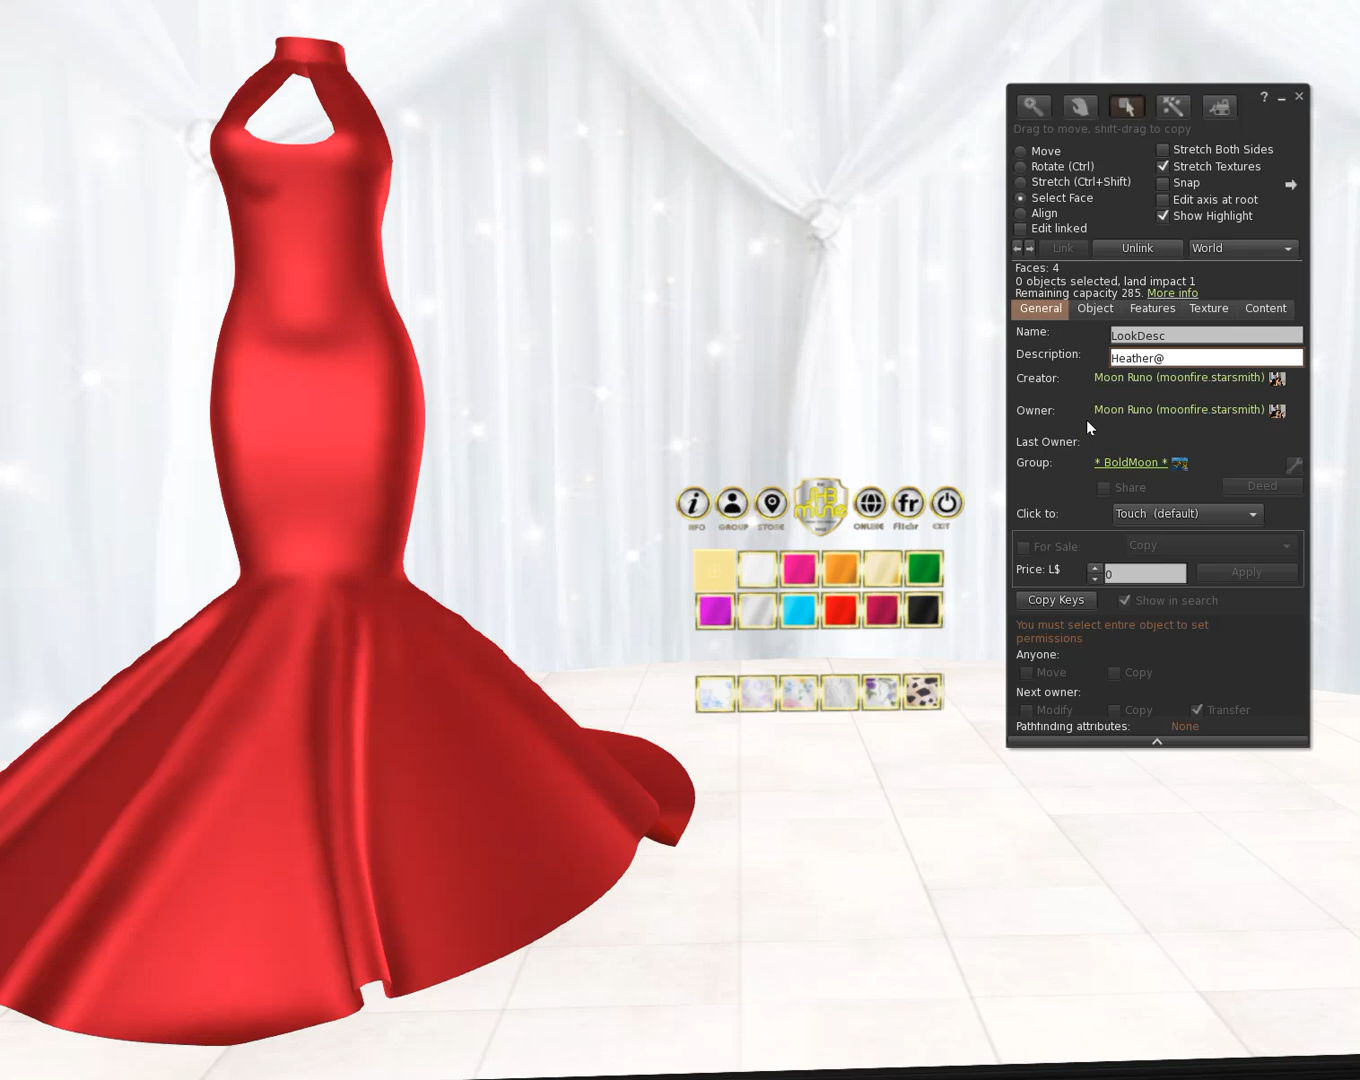 ? _ ×
Drag to move, shift-drag to copy
Move
Rotate (Ctrl)
Stretch (Ctrl+Shift)
Select Face
Align
Edit linked
Stretch Both Sides
Stretch Textures
Snap
Edit axis at root
Show Highlight
Link Unlink World
Faces: 4
0 objects selected, land impact 1
Remaining capacity 285. More info
General Object Features Texture Content
Name: LookDesc
Description: Heather@
Creator: Moon Runo (moonfire.starsmith)
Owner: Moon Runo (moonfire.starsmith)
Last Owner:
Group: * BoldMoon *
Share Deed
Click to: Touch (default)
For Sale: Copy
Price: L$ 0 Apply
Copy Keys Show in search
You must select entire object to set
permissions
Anyone:
Move Copy
Next owner:
Modify Copy Transfer
Pathfinding attributes: None
i fr
INFO GROUP STORE ONLINE Flickr EXIT